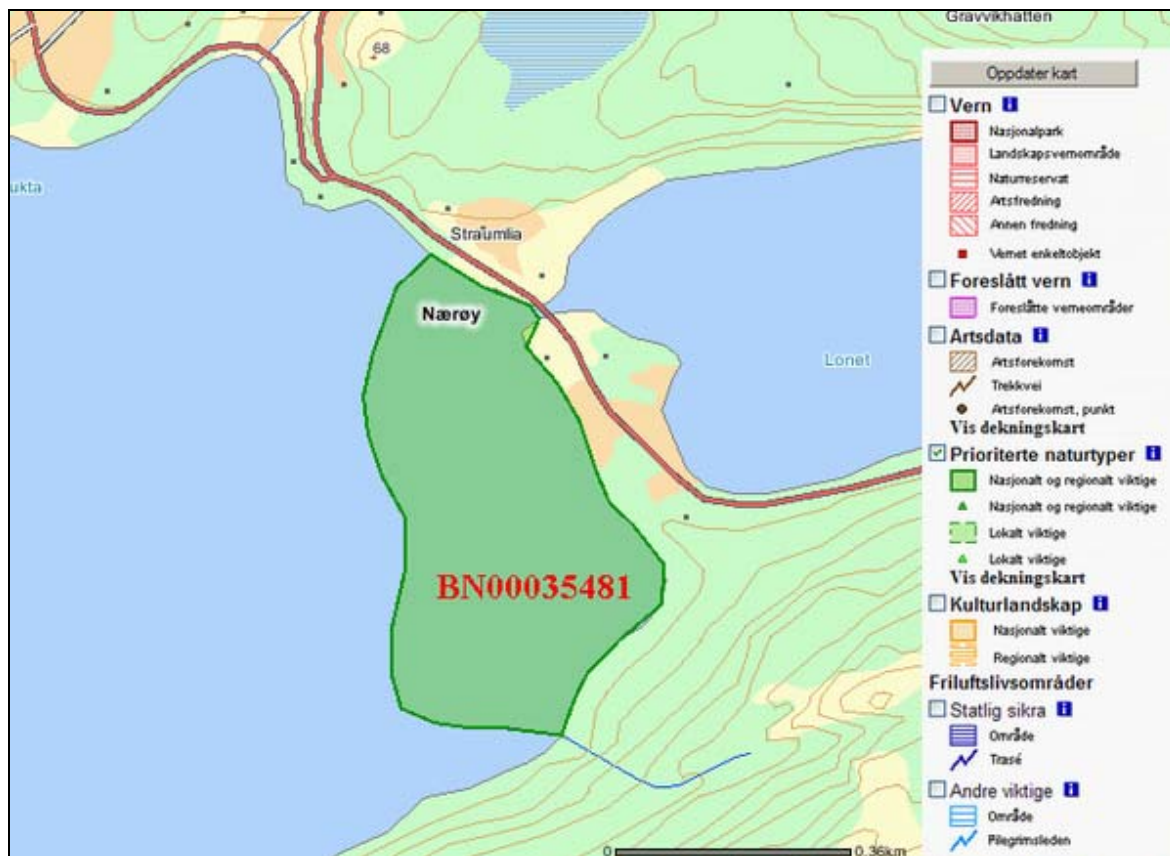 Gravvikhatten
68
ukta
Straumlia
Nærøy
Lonet
BN00035481
0 0,36km
Oppdater kart
Vern i
Nasjonalpark
Landskapsvernområde
Naturreservat
Artsfredning
Annen fredning
Vernet enkeltobjekt
Foreslått vern i
Foreslåtte verneområder
Artsdata i
Artsforekomst
Trekkvei
Artsforekomst, punkt
Vis dekningskart
Prioriterte naturtyper i
Nasjonalt og regionalt viktige
Nasjonalt og regionalt viktige
Lokalt viktige
Lokalt viktige
Vis dekningskart
Kulturlandskap i
Nasjonalt viktige
Regionalt viktige
Friluftslivsområder
Statlig sikra i
Område
Trasé
Andre viktige i
Område
Pilegrimsleden